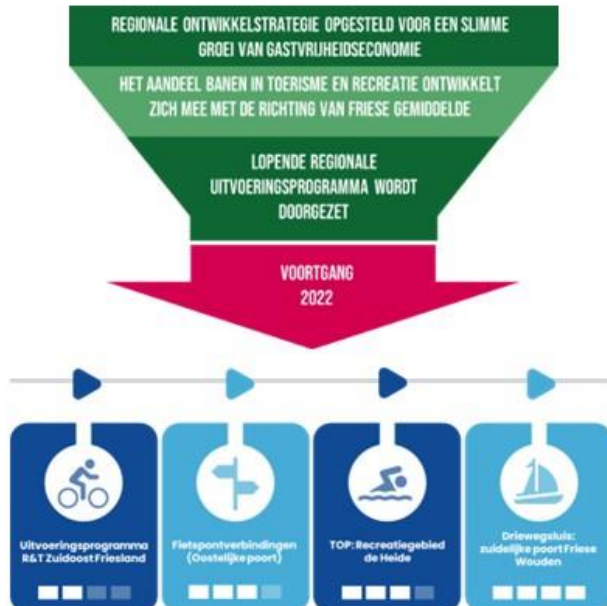 REGIONALE ONTWIKKELSTRATEGIE OPGESTELD VOOR EEN SLIMME
GROEI VAN GASTVRIJHEIDSECONOMIE
HET AANDEEL BANEN IN TOERISME EN RECREATIE ONTWIKKELT
ZICH MEE MET DE RICHTING VAN FRIESE GEMIDDELDE
LOPENDE REGIONALE
UITVOERINGSPROGRAMMA WORDT
DOORGEZET
VOORTGANG
2022
Uitvoeringsprogramma
R&T Zuidoost Friesland
Fietspontverbindingen
(Oostelijke poort)
TOP: Recreatiegebied
de Heide
Driewegsluis:
zuidelijke poort Friese
Wouden